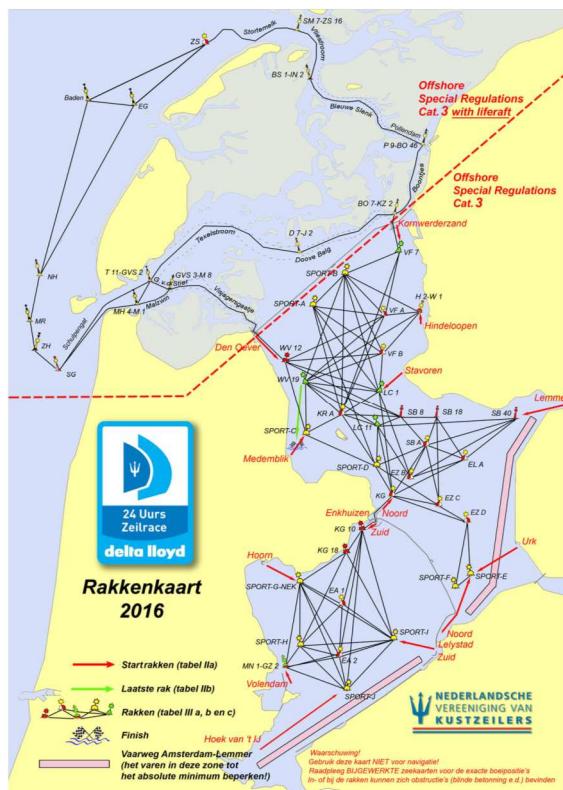 SM 7-ZS 16
ZS
Stortemelk
Vliestroom
BS 1-IN 2
Baden
EG
Blauwe Slenk
Offshore
Special Regulations
Cat. 3 with liferaft
Pollendam
P 9-BO 46
Offshore
Special Regulations
Cat. 3
Boontjes
BO 7-KZ 2
Kornwerderzand
D 7-J 2
Texelstroom
Doove Balg
VF 7
T 11-GVS 2
GVS 3-M 8
SPORT-B
NH
MH 4-M 1
Malzwin
Visjagersgaatje
SPORT-A
VF A
H 2-W 1
Hindeloopen
MR
Schulpengat
ZH
SG
Den Oever
WV 12
VF B
Stavoren
WV 19
LC 1
Lemmer
KR A
SB 8
SB 18
SB 40
LC 11
SPORT-C
SB A
Medemblik
SPORT-D
EZ B
EL A
KG
EZ C
Enkhuizen
Noord
Zuid
EZ D
KG 10
24 Uurs
Zeilrace
delta lloyd
Rakkenkaart
2016
Hoorn
KG 18
Urk
SPORT-G-NEK
EA 1
SPORT-F
SPORT-E
SPORT-H
SPORT-I
Noord
Lelystad
Zuid
EA 2
MN 1-GZ 2
Volendam
SPORT-J
Hoek van 't IJ
Startrakken (tabel IIa)
Laatste rak (tabel IIb)
Rakken (tabel III a, b en c)
Finish
Vaarweg Amsterdam-Lemmer
(het varen in deze zone tot
het absolute minimum beperken!)
NEDERLANDSCHE
VEREENIGING VAN
KUSTZEILERS
Waarschuwing!
Gebruik deze kaart NIET voor navigatie!
Raadpleeg BIJGEWERKTE zeekaarten voor de exacte boeiposities
In- of bij de rakken kunnen zich obstructie's (blinde betonning e d.) bevinden